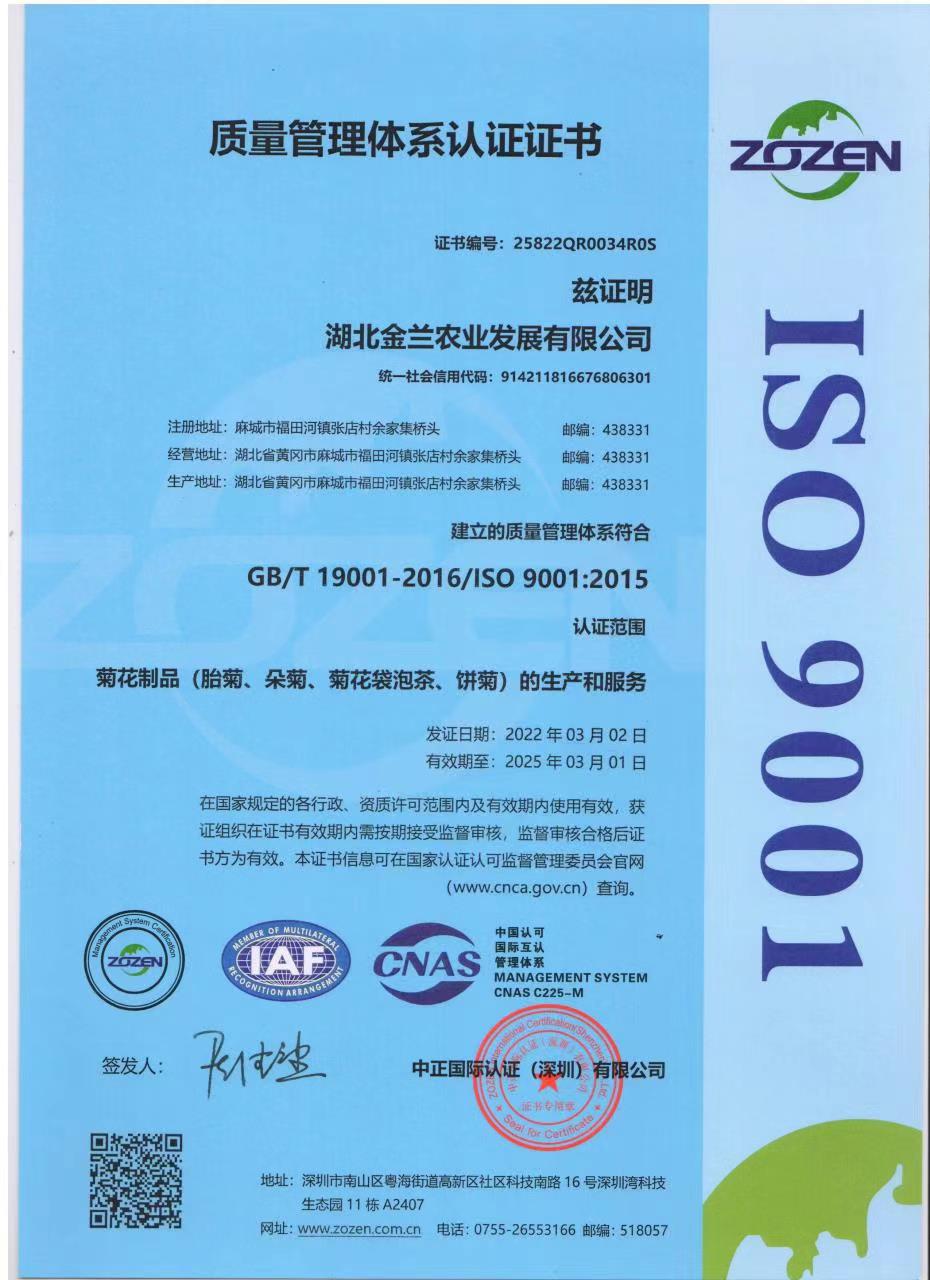 质量管理体系认证证书
ZOZEN
证书编号：25822QR0034R0S
兹证明
湖北金兰农业发展有限公司
统一社会信用代码：914211816676806301
注册地址：麻城市福田河镇张店村余家集桥头 邮编：438331
经营地址：湖北省黄冈市麻城市福田河镇张店村余家集桥头 邮编：438331
生产地址：湖北省黄冈市麻城市福田河镇张店村余家集桥头 邮编：438331
建立的质量管理体系符合
GB/T 19001-2016/ISO 9001:2015
认证范围
菊花制品（胎菊、朵菊、菊花袋泡茶、饼菊）的生产和服务
发证日期：2022 年 03 月 02 日
有效期至：2025 年 03 月 01 日
在国家规定的各行政、资质许可范围内及有效期内使用有效，获
证组织在证书有效期内需按期接受监督审核，监督审核合格后证
书方为有效。本证书信息可在国家认证认可监督管理委员会官网
（www.cnca.gov.cn）查询。
ISO 9001
ZOZEN
Management System Certification
ZOZEN
MEMBER OF MULTILATERAL
IAF
RECOGNITION ARRANGEMENT
CNAS
中国认可
国际互认
管理体系
MANAGEMENT SYSTEM
CNAS C225-M
签发人：
中正国际认证（深圳）有限公司
证书专用章
Seal for Certificate
地址：深圳市南山区粤海街道高新区社区科技南路 16 号深圳湾科技
生态园 11 栋 A2407
网址：www.zozen.com.cn 电话：0755-26553166 邮编：518057